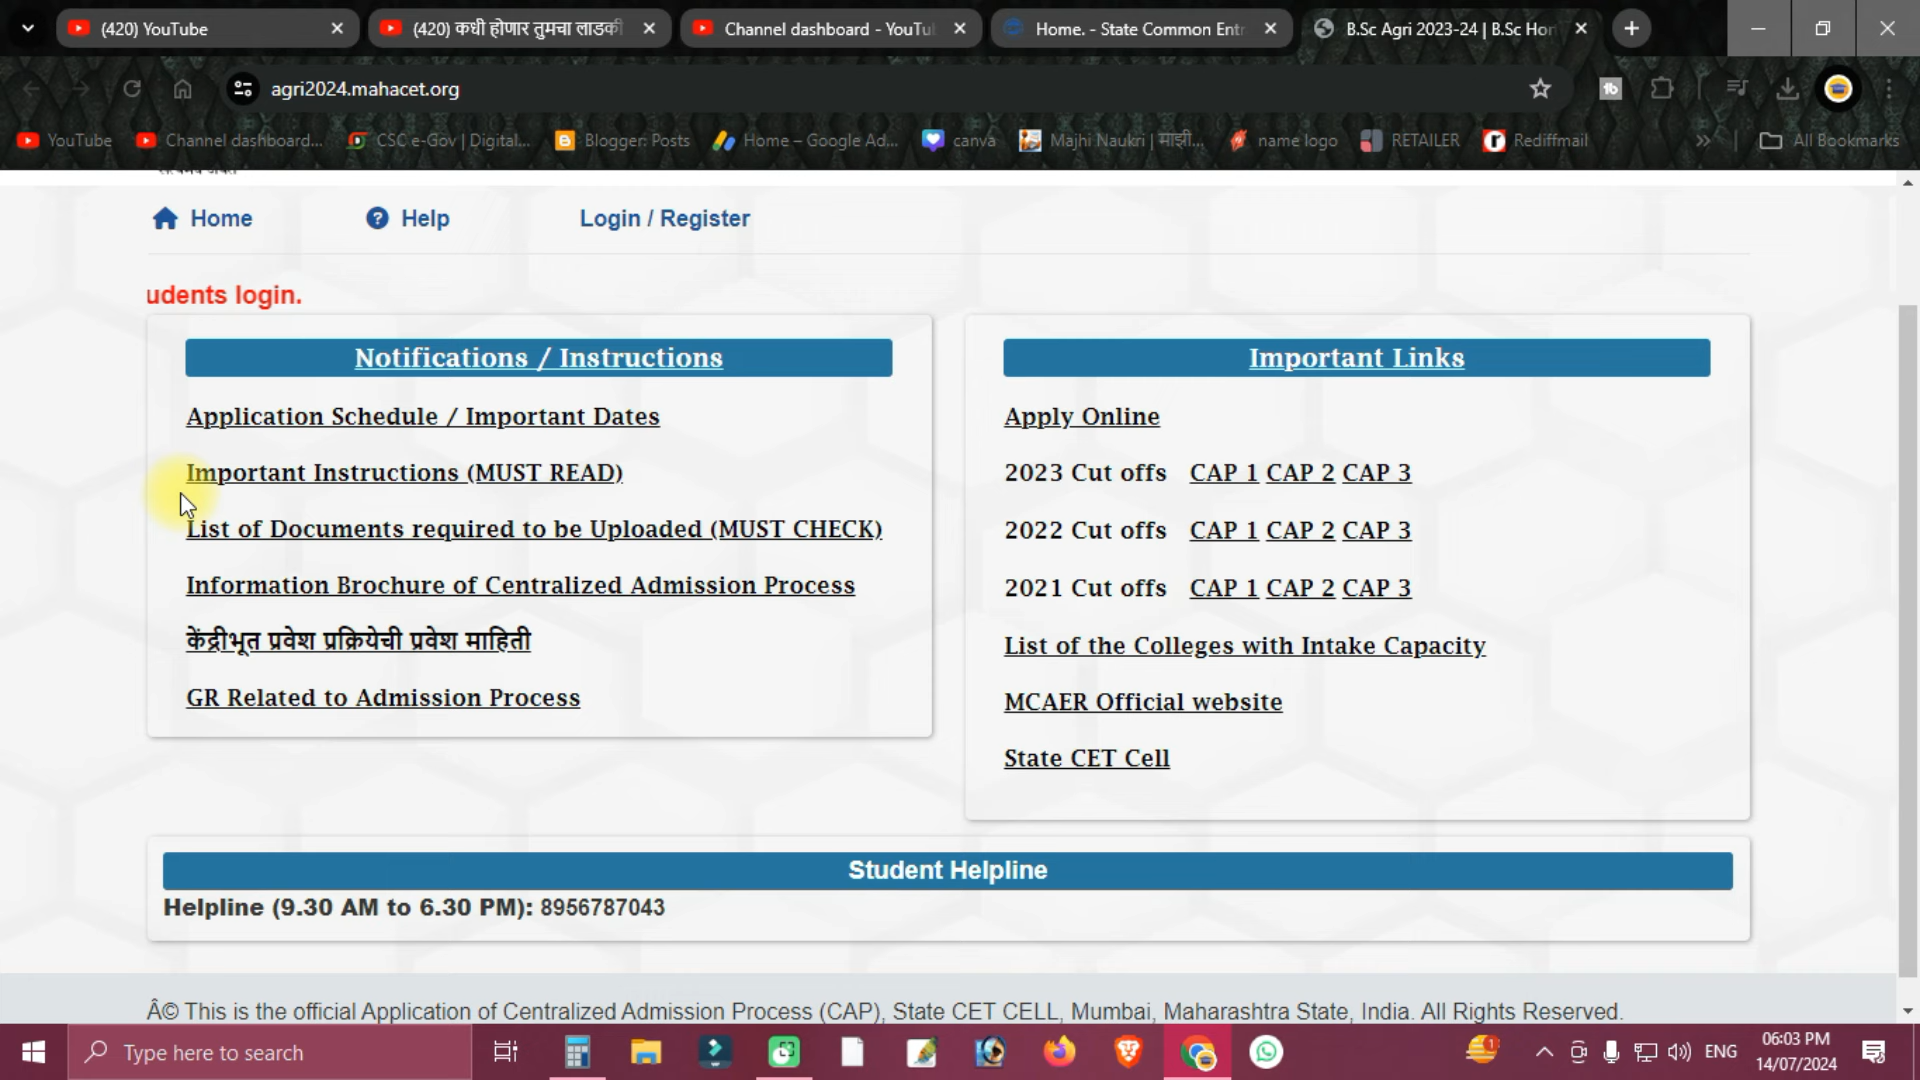 (420) YouTube
(420) कधी होणार तुमचा लाडकी
Channel dashboard - YouTu
Home. - State Common Entr
B.Sc Agri 2023-24 | B.Sc Hon
agri2024.mahacet.org
YouTube
Channel dashboard...
CSC e-Gov | Digital...
Blogger: Posts
Home – Google Ad...
canva
Majhi Naukri | माझी...
name logo
RETAILER
Rediffmail
All Bookmarks
Home
Help
Login / Register
udents login.
Notifications / Instructions
Application Schedule / Important Dates
Important Instructions (MUST READ)
List of Documents required to be Uploaded (MUST CHECK)
Information Brochure of Centralized Admission Process
केंद्रीभूत प्रवेश प्रक्रियेची प्रवेश माहिती
GR Related to Admission Process
Important Links
Apply Online
2023 Cut offs CAP 1 CAP 2 CAP 3
2022 Cut offs CAP 1 CAP 2 CAP 3
2021 Cut offs CAP 1 CAP 2 CAP 3
List of the Colleges with Intake Capacity
MCAER Official website
State CET Cell
Student Helpline
Helpline (9.30 AM to 6.30 PM): 8956787043
Â© This is the official Application of Centralized Admission Process (CAP), State CET CELL, Mumbai, Maharashtra State, India. All Rights Reserved.
Type here to search
1
ENG
06:03 PM
14/07/2024